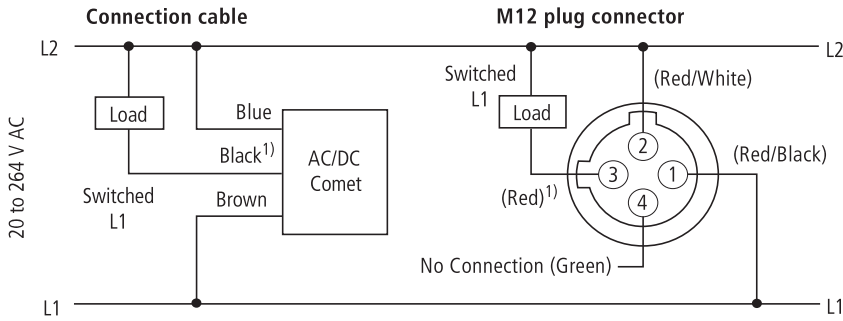 Connection cable
M12 plug connector
L2
L2
Switched
L1
(Red/White)
Load
Load
Blue
Black1)
AC/DC
Comet
2
3
1
4
(Red/Black)
20 to 264 V AC
Switched
L1
Brown
(Red)1)
No Connection (Green)
L1
L1